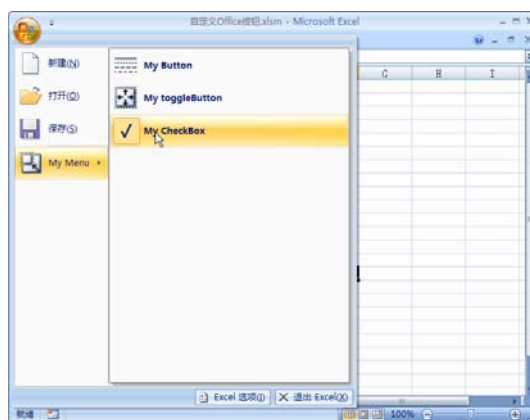 自定义Office按钮.xlsm - Microsoft Excel
新建(N)
打开(O)
保存(S)
My Menu
My Button
My toggleButton
My CheckBox
G H I
Excel 选项(I)
退出 Excel(X)
就绪
100%